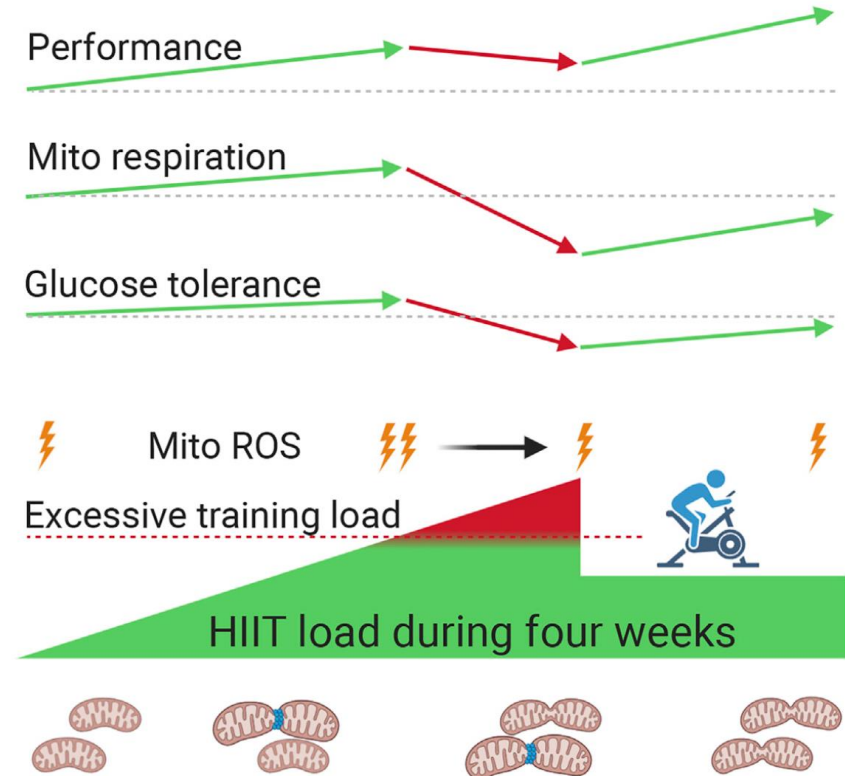 Performance
Mito respiration
Glucose tolerance
Mito ROS
Excessive training load
HIIT load during four weeks